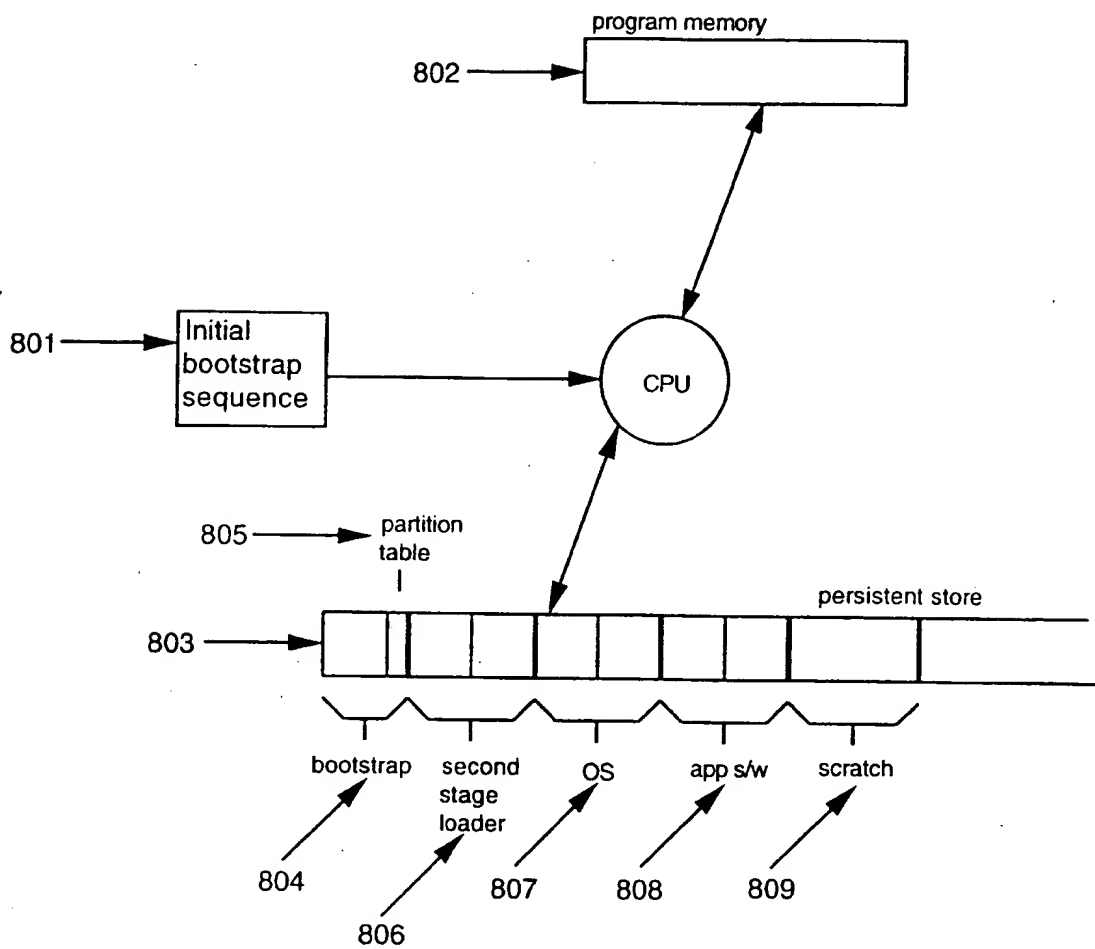 program memory
802
801
Initial
bootstrap
sequence
CPU
805
partition
table
persistent store
803
bootstrap
second
stage
loader
OS
app s/w
scratch
804
806
807
808
809